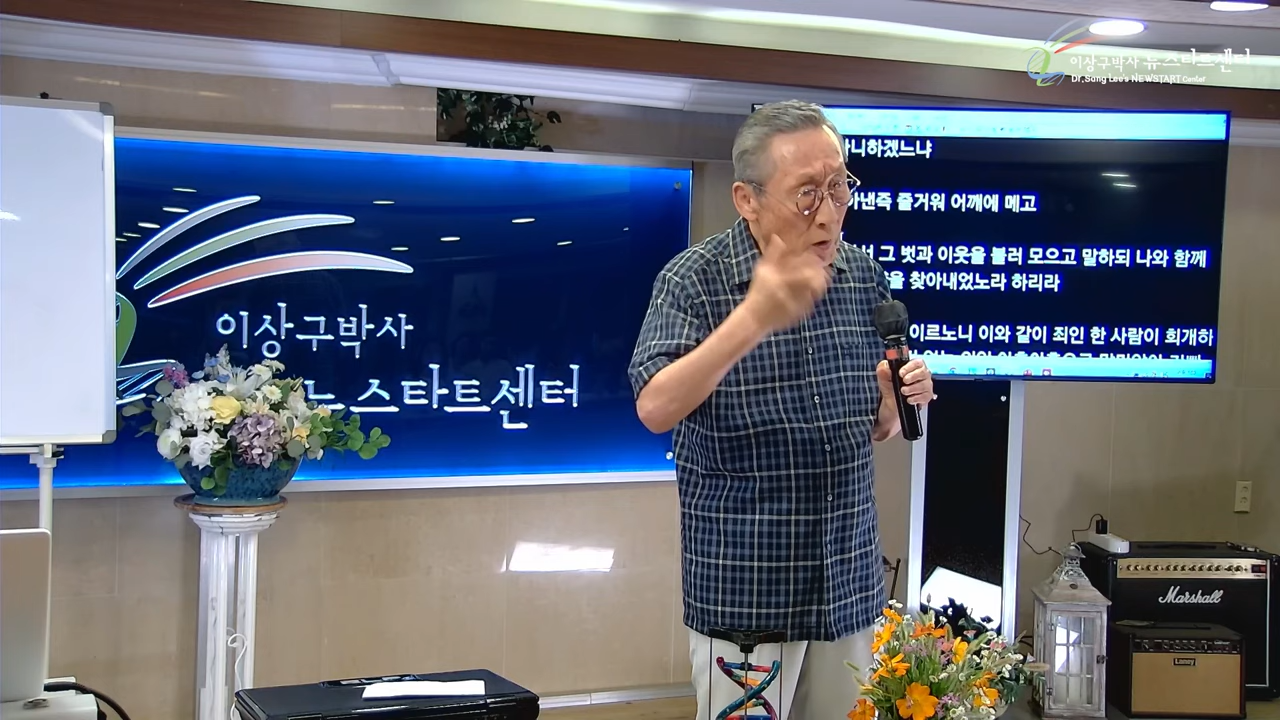 이상구박사 뉴스타트센터
Dr.Sang Lee's NEWSTART Center
이상구박사
뉴스타트센터
아니하겠느냐
찾아낸즉 즐거워 어깨에 메고
그 벗과 이웃을 불러 모으고 말하되 나와 함께
찾아내었노라 하리라
이르노니 이와 같이 죄인 한 사람이 회개하
Marshall
Laney